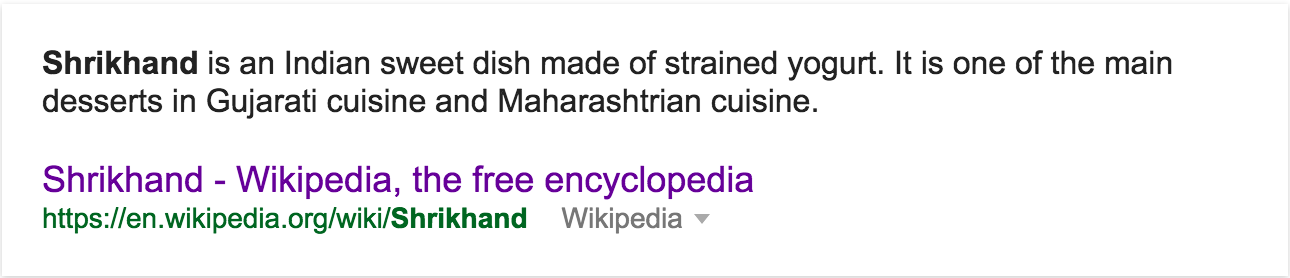 Shrikhand is an Indian sweet dish made of strained yogurt. It is one of the main
desserts in Gujarati cuisine and Maharashtrian cuisine.
Shrikhand - Wikipedia, the free encyclopedia
https://en.wikipedia.org/wiki/Shrikhand Wikipedia